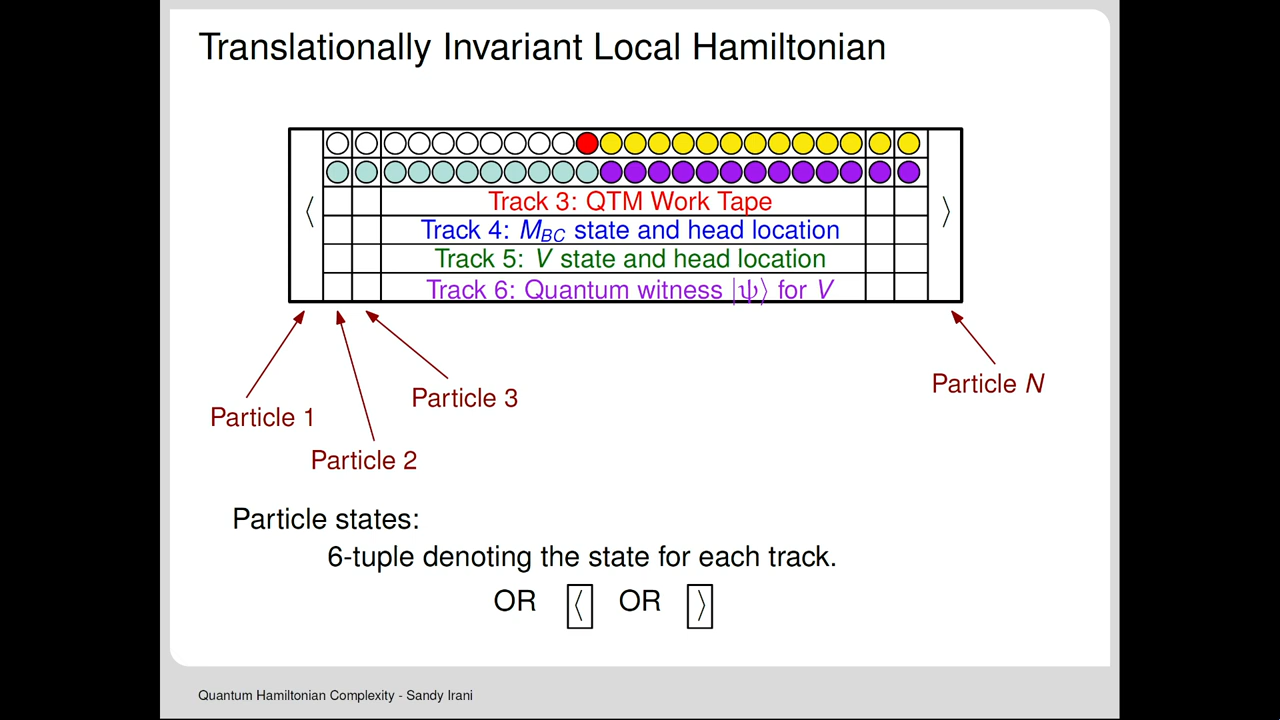 Translationally Invariant Local Hamiltonian
⟨ ⟩
Track 3: QTM Work Tape
Track 4: M_BC state and head location
Track 5: V state and head location
Track 6: Quantum witness |ψ⟩ for V
Particle 1
Particle 2
Particle 3
Particle N
Particle states:
6-tuple denoting the state for each track.
OR ⟨ OR ⟩
Quantum Hamiltonian Complexity - Sandy Irani